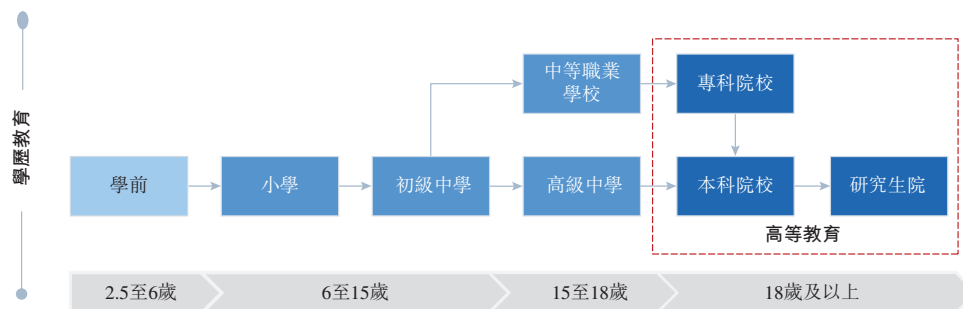 學歷教育
中等職業
學校
專科院校
學前
小學
初級中學
高級中學
本科院校
研究生院
高等教育
2.5至6歲
6至15歲
15至18歲
18歲及以上